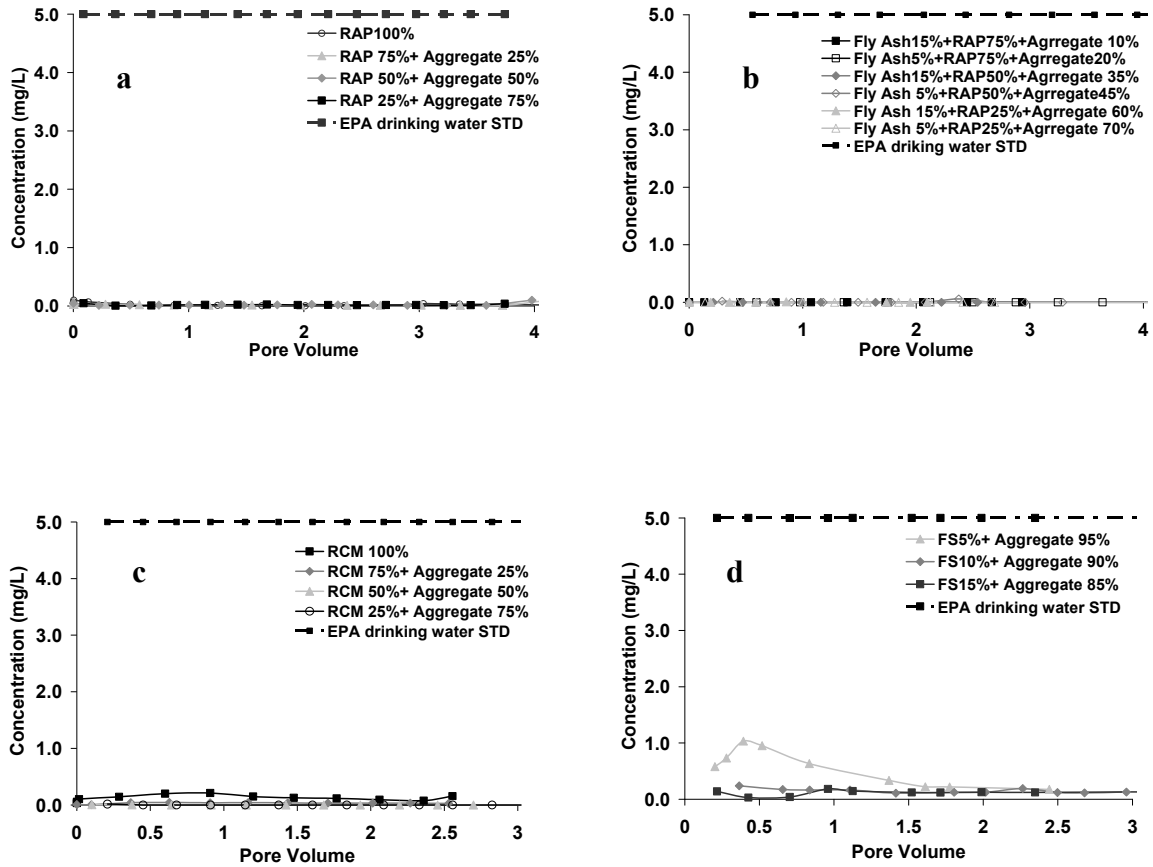 5.0
4.0
3.0
2.0
1.0
0.0
Concentration (mg/L)
a
RAP100%
RAP 75%+ Aggregate 25%
RAP 50%+ Aggregate 50%
RAP 25%+ Aggregate 75%
EPA drinking water STD
0 1 2 3 4
Pore Volume
5.0
4.0
3.0
2.0
1.0
0.0
Concentration (mg/L)
b
Fly Ash15%+RAP75%+Agrregate 10%
Fly Ash5%+RAP75%+Agrregate20%
Fly Ash15%+RAP50%+Agrregate 35%
Fly Ash 5%+RAP50%+Agrregate45%
Fly Ash 15%+RAP25%+Agrregate 60%
Fly Ash 5%+RAP25%+Agrregate 70%
EPA driking water STD
0 1 2 3 4
Pore Volume
5.0
4.0
3.0
2.0
1.0
0.0
Concentration (mg/L)
c
RCM 100%
RCM 75%+ Aggregate 25%
RCM 50%+ Aggregate 50%
RCM 25%+ Aggregate 75%
EPA drinking water STD
0 0.5 1 1.5 2 2.5 3
Pore Volume
5.0
4.0
3.0
2.0
1.0
0.0
Concentration (mg/L)
d
FS5%+ Aggregate 95%
FS10%+ Aggregate 90%
FS15%+ Aggregate 85%
EPA drinking water STD
0 0.5 1 1.5 2 2.5 3
Pore Volume